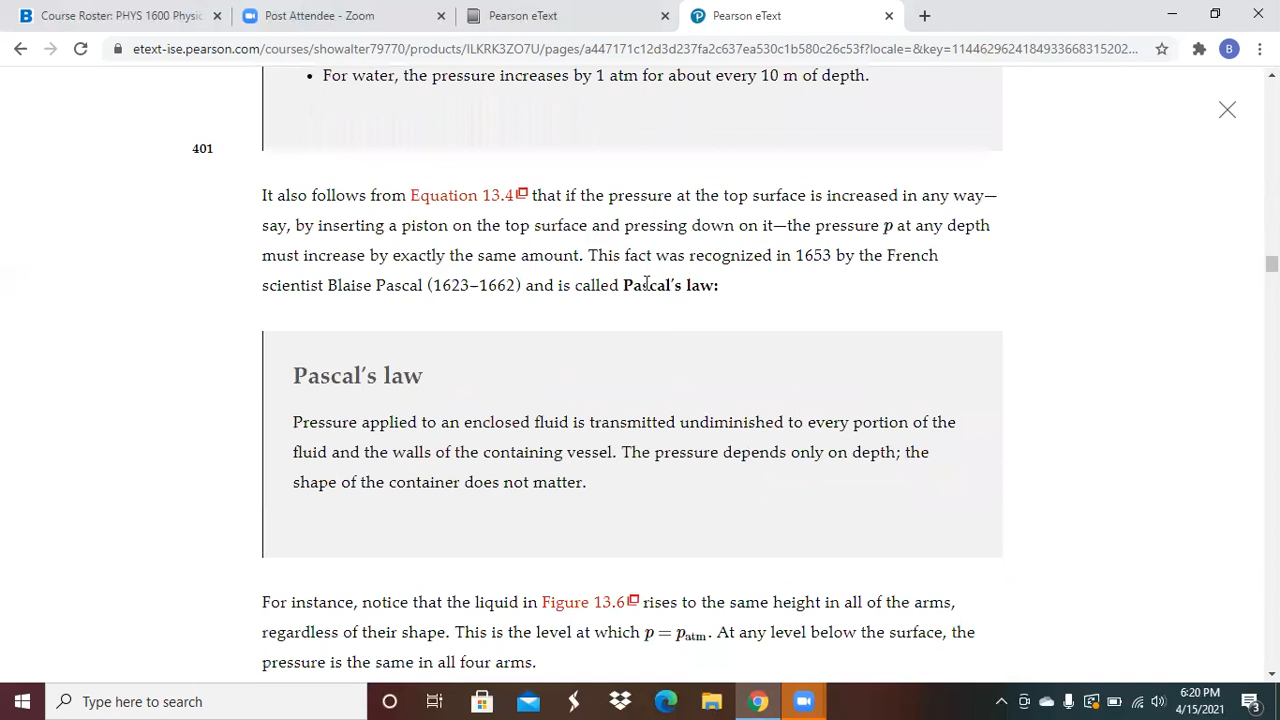 Course Roster: PHYS 1600 Physic
Post Attendee - Zoom
Pearson eText
Pearson eText
etext-ise.pearson.com/courses/showalter79770/products/ILKRK3ZO7U/pages/a447171c12d3d237fa2c637ea530c1b580c26c53f?locale=&key=11446296241849336683152​02...
B
• For water, the pressure increases by 1 atm for about every 10 m of depth.
401
It also follows from Equation 13.4 that if the pressure at the top surface is increased in any way—
say, by inserting a piston on the top surface and pressing down on it—the pressure p at any depth
must increase by exactly the same amount. This fact was recognized in 1653 by the French
scientist Blaise Pascal (1623–1662) and is called Pascal's law:
Pascal's law
Pressure applied to an enclosed fluid is transmitted undiminished to every portion of the
fluid and the walls of the containing vessel. The pressure depends only on depth; the
shape of the container does not matter.
For instance, notice that the liquid in Figure 13.6 rises to the same height in all of the arms,
regardless of their shape. This is the level at which p = patm. At any level below the surface, the
pressure is the same in all four arms.
Type here to search
6:20 PM
4/15/2021
3